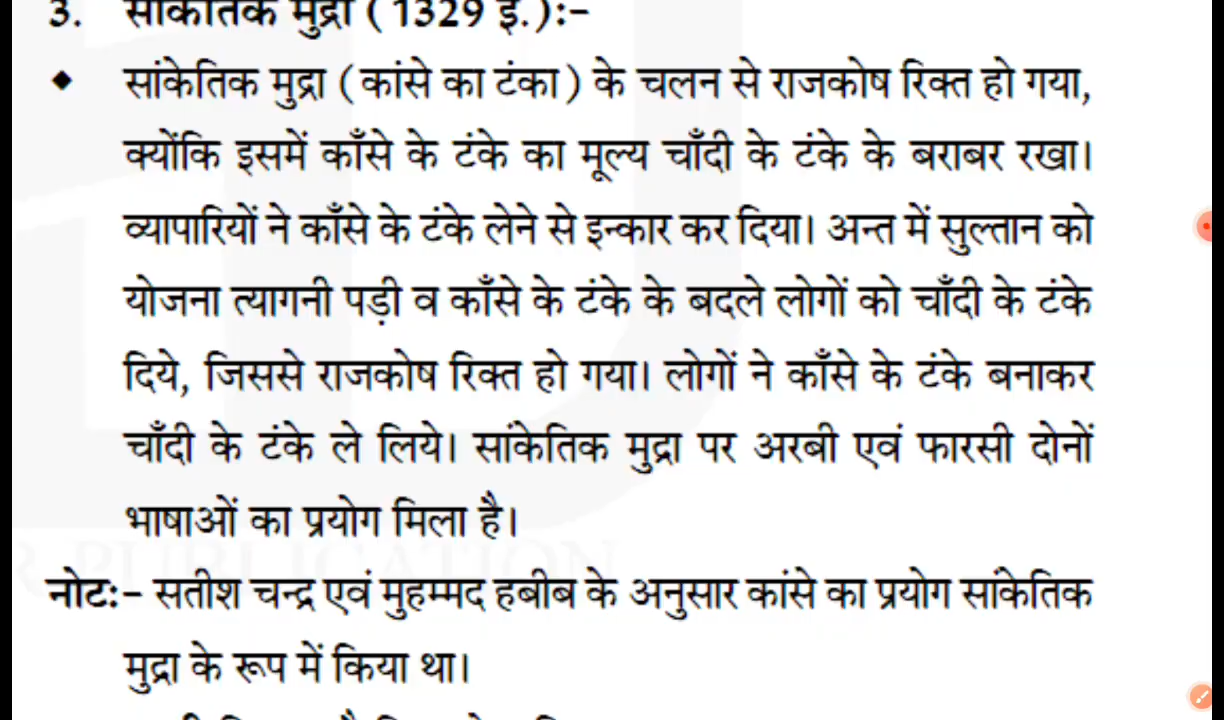 3. सांकेतिक मुद्रा ( 1329 ई.):-
◆ सांकेतिक मुद्रा ( कांसे का टंका ) के चलन से राजकोष रिक्त हो गया,
क्योंकि इसमें काँसे के टंके का मूल्य चाँदी के टंके के बराबर रखा।
व्यापारियों ने काँसे के टंके लेने से इन्कार कर दिया। अन्त में सुल्तान को
योजना त्यागनी पड़ी व काँसे के टंके के बदले लोगों को चाँदी के टंके
दिये, जिससे राजकोष रिक्त हो गया। लोगों ने काँसे के टंके बनाकर
चाँदी के टंके ले लिये। सांकेतिक मुद्रा पर अरबी एवं फारसी दोनों
भाषाओं का प्रयोग मिला है।
PUBLICATION
नोट:- सतीश चन्द्र एवं मुहम्मद हबीब के अनुसार कांसे का प्रयोग सांकेतिक
मुद्रा के रूप में किया था।